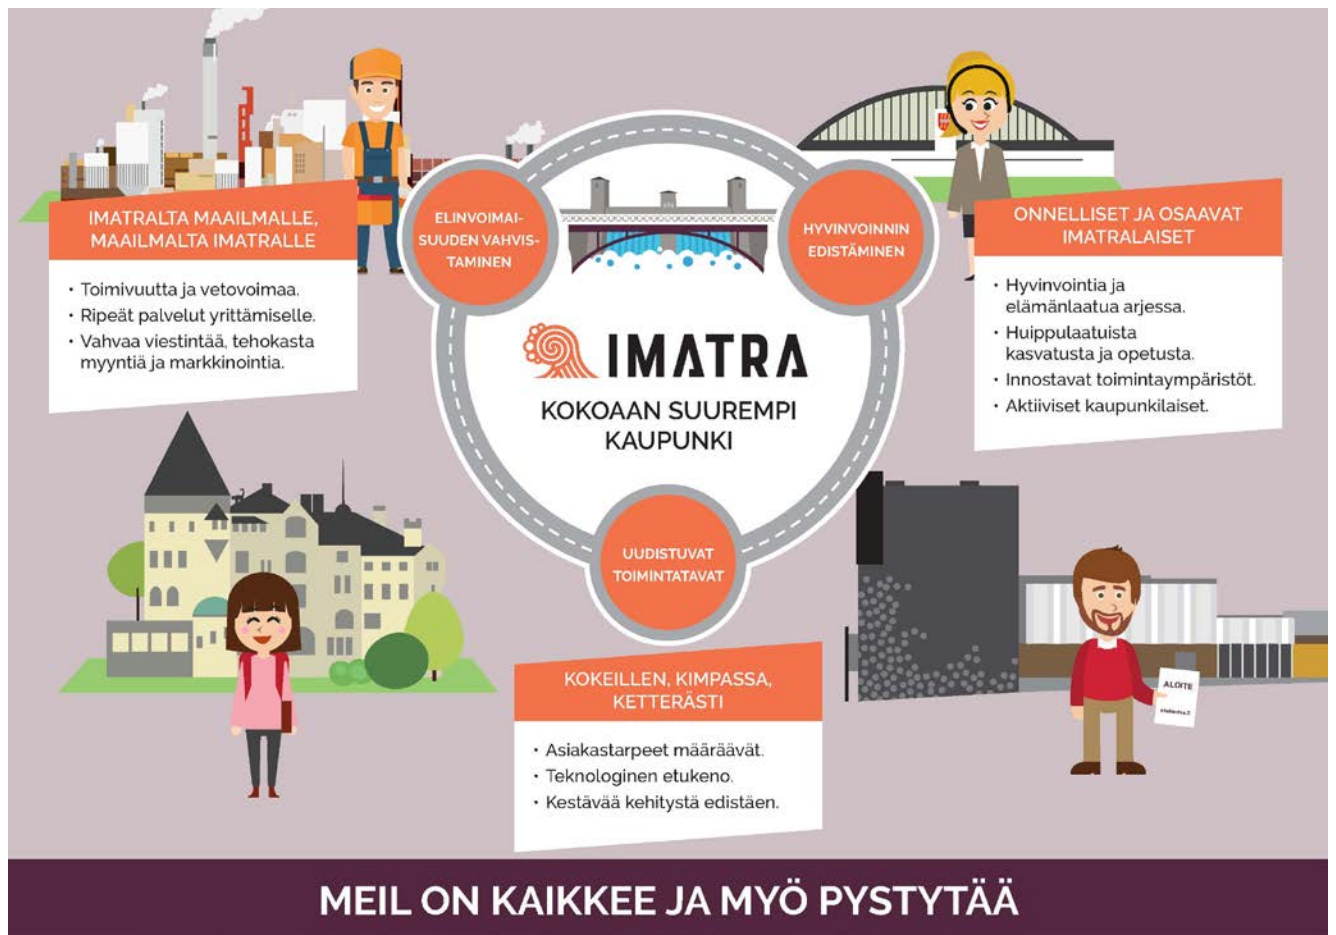 IMATRALTA MAAILMALLE,
MAAILMALTA IMATRALLE
• Toimivuutta ja vetovoimaa.
• Ripeät palvelut yrittämiselle.
• Vahvaa viestintää, tehokasta
myyntiä ja markkinointia.
ELINVOIMAI-
SUUDEN VAHVIS-
TAMINEN
HYVINVOINNIN
EDISTÄMINEN
ONNELLISET JA OSAAVAT
IMATRALAISET
• Hyvinvointia ja
elämänlaatua arjessa.
• Huippulaatuista
kasvatusta ja opetusta.
• Innostavat toimintaympäristöt.
• Aktiiviset kaupunkilaiset.
IMATRA
KOKOAAN SUUREMPI
KAUPUNKI
UUDISTUVAT
TOIMINTATAVAT
KOKEILLEN, KIMPASSA,
KETTERÄSTI
• Asiakastarpeet määräävät.
• Teknologinen etukeno.
• Kestävää kehitystä edistäen.
ALOITE
MEIL ON KAIKKEE JA MYÖ PYSTYTÄÄ